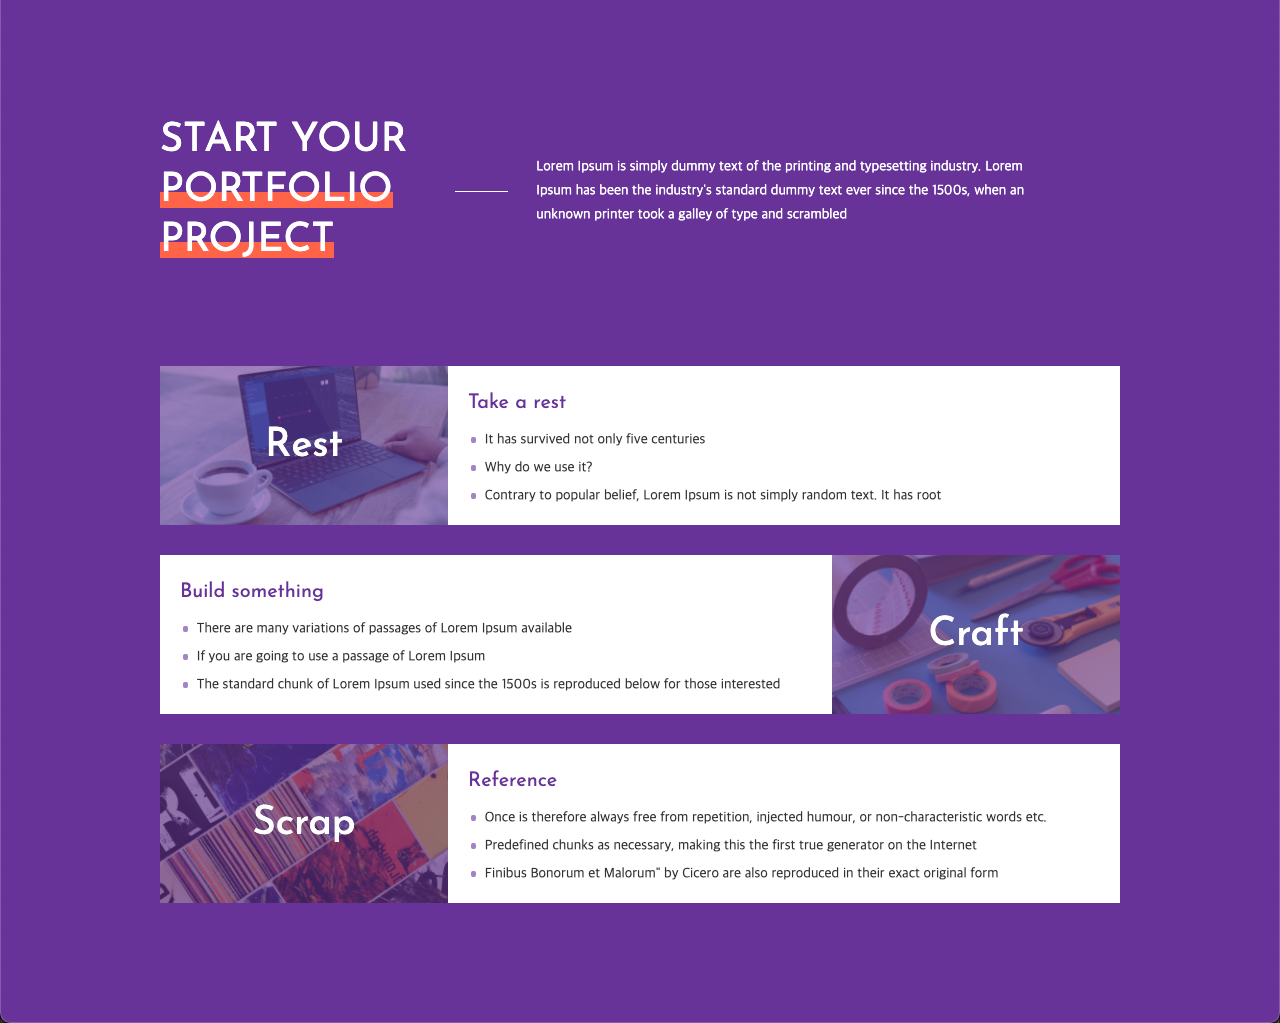 START YOUR
PORTFOLIO
PROJECT
Lorem Ipsum is simply dummy text of the printing and typesetting industry. Lorem
Ipsum has been the industry's standard dummy text ever since the 1500s, when an
unknown printer took a galley of type and scrambled
Rest
Take a rest
It has survived not only five centuries
Why do we use it?
Contrary to popular belief, Lorem Ipsum is not simply random text. It has root
Build something
There are many variations of passages of Lorem Ipsum available
If you are going to use a passage of Lorem Ipsum
The standard chunk of Lorem Ipsum used since the 1500s is reproduced below for those interested
Craft
Scrap
Reference
Once is therefore always free from repetition, injected humour, or non-characteristic words etc.
Predefined chunks as necessary, making this the first true generator on the Internet
Finibus Bonorum et Malorum" by Cicero are also reproduced in their exact original form